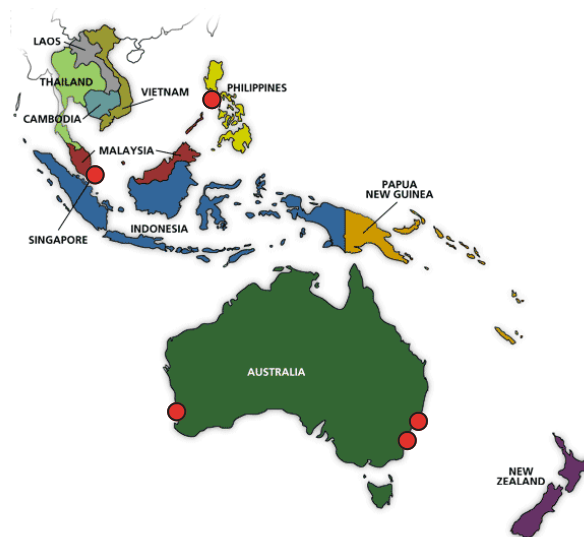 LAOS
THAILAND
CAMBODIA
VIETNAM
PHILIPPINES
MALAYSIA
SINGAPORE
INDONESIA
PAPUA
NEW GUINEA
AUSTRALIA
NEW
ZEALAND